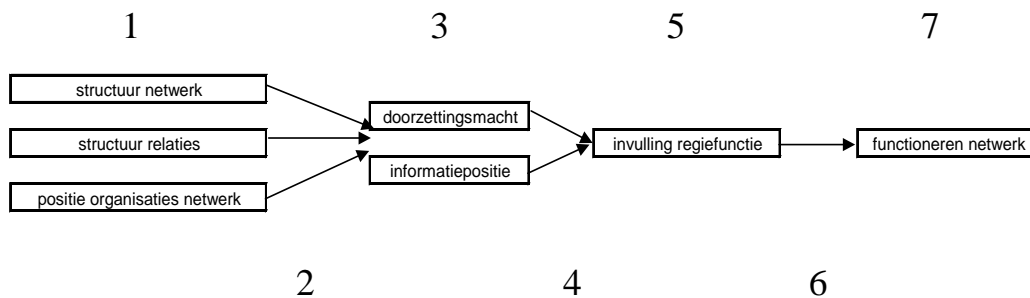 1 3 5 7
structuur netwerk
doorzettingsmacht
structuur relaties
invulling regiefunctie
functioneren netwerk
informatiepositie
positie organisaties netwerk
2 4 6